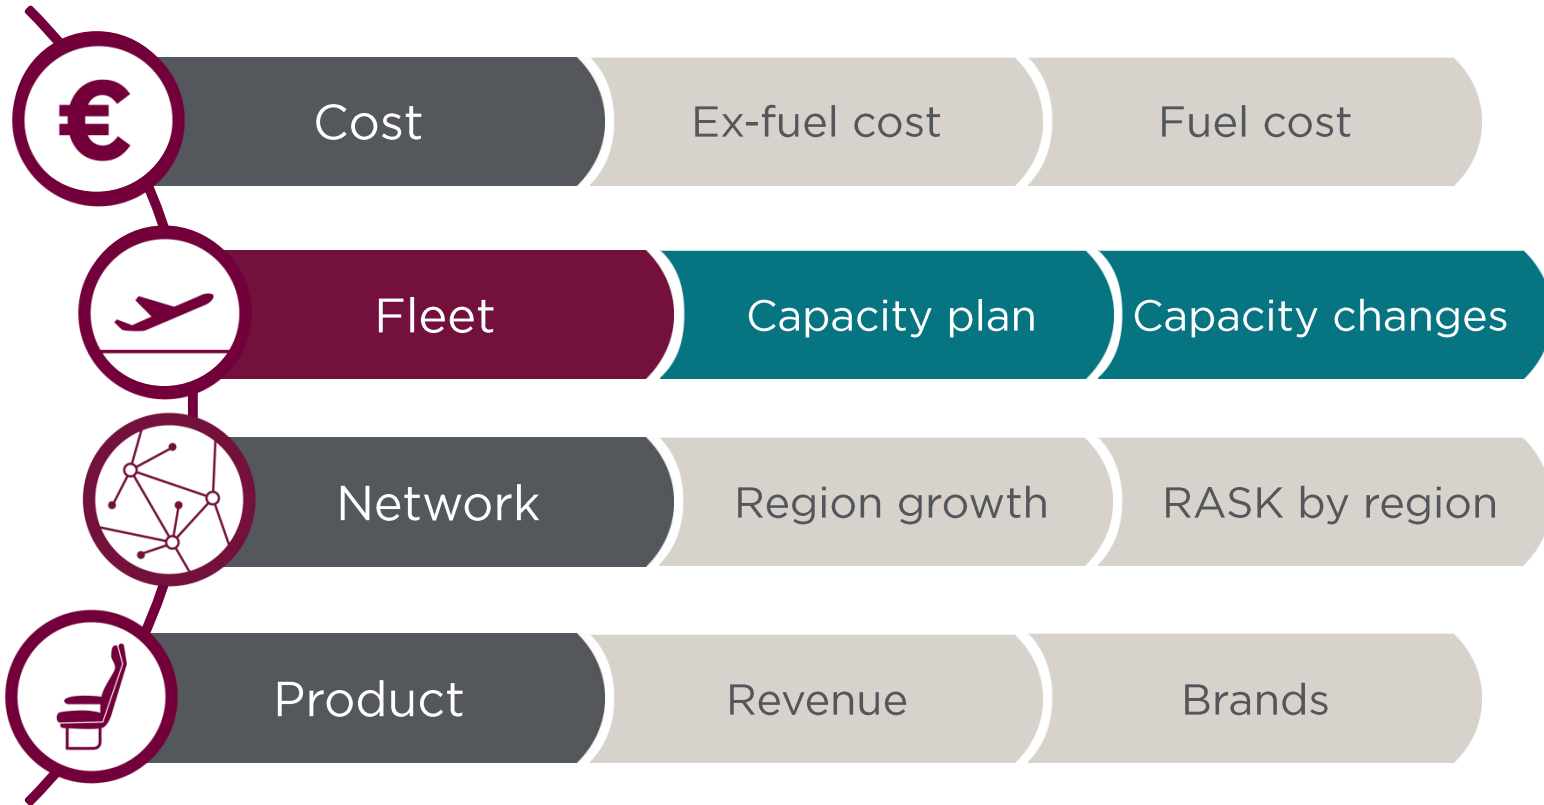 €
Cost
Ex-fuel cost
Fuel cost
Fleet
Capacity plan
Capacity changes
Network
Region growth
RASK by region
Product
Revenue
Brands